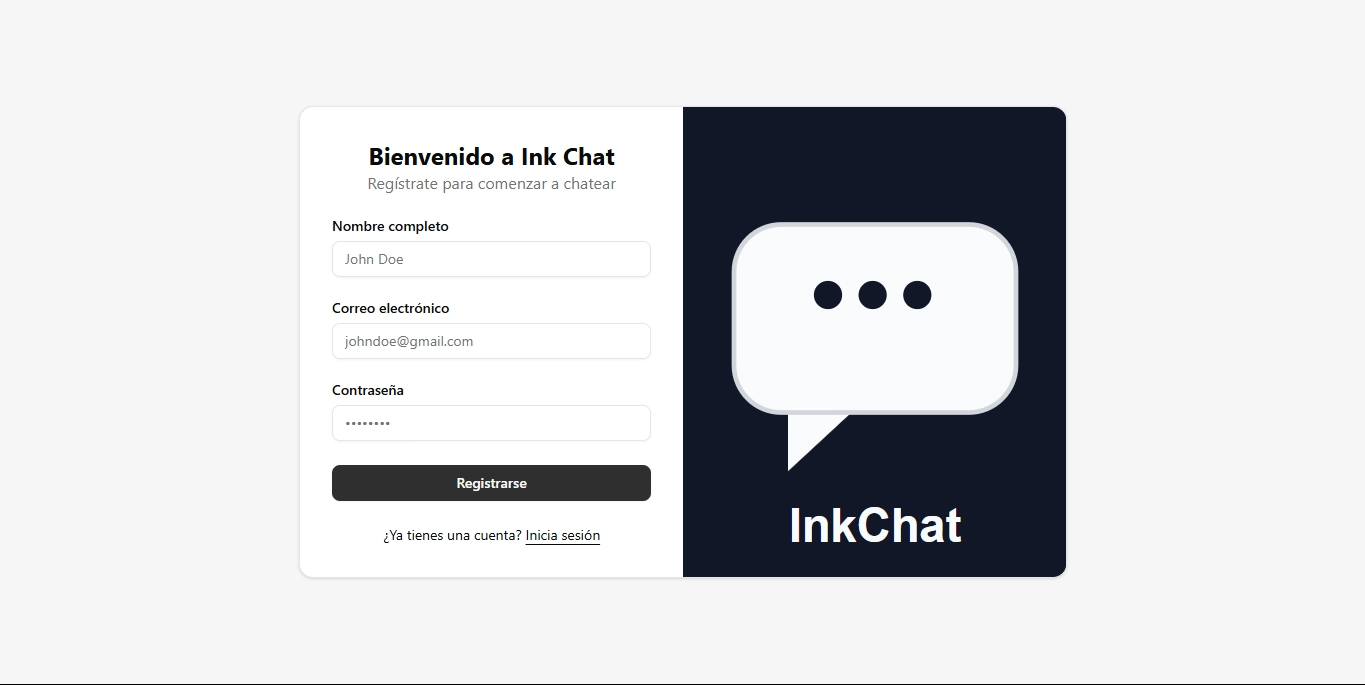 Bienvenido a Ink Chat
Regístrate para comenzar a chatear
Nombre completo
John Doe
Correo electrónico
johndoe@gmail.com
Contraseña
••••••••
Registrarse
¿Ya tienes una cuenta? Inicia sesión
InkChat